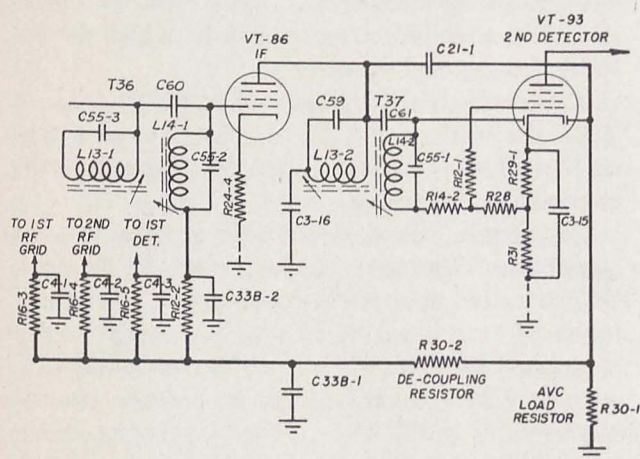 VT-86
IF
VT-93
2ND DETECTOR
C21-1
T36
C60
C59
T37
C61
C55-3
L14-1
L14-2
L13-1
C55-2
L13-2
C55-1
R12-1
R29-1
R24-4
C3-16
R14-2
R28
C3-15
R31
TO 1ST
RF
GRID
TO 2ND
RF
GRID
TO 1ST
DET.
C4-1
C4-2
C4-3
C33B-2
R16-3
R16-4
R16-5
R12-2
R30-2
DE-COUPLING
RESISTOR
C33B-1
AVC
LOAD
RESISTOR
R30-1